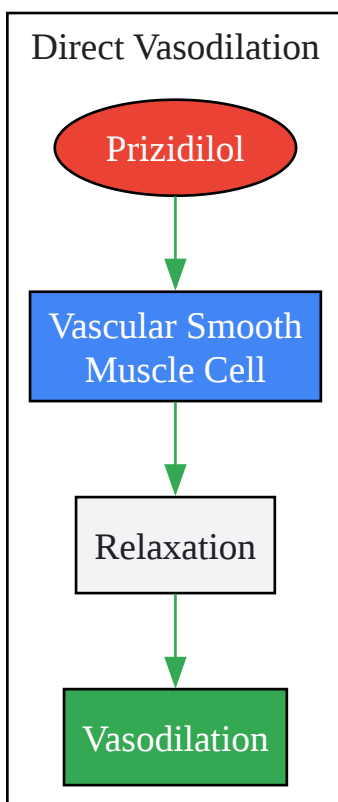 Direct Vasodilation
Prizidilol
Vascular Smooth
Muscle Cell
Relaxation
Vasodilation